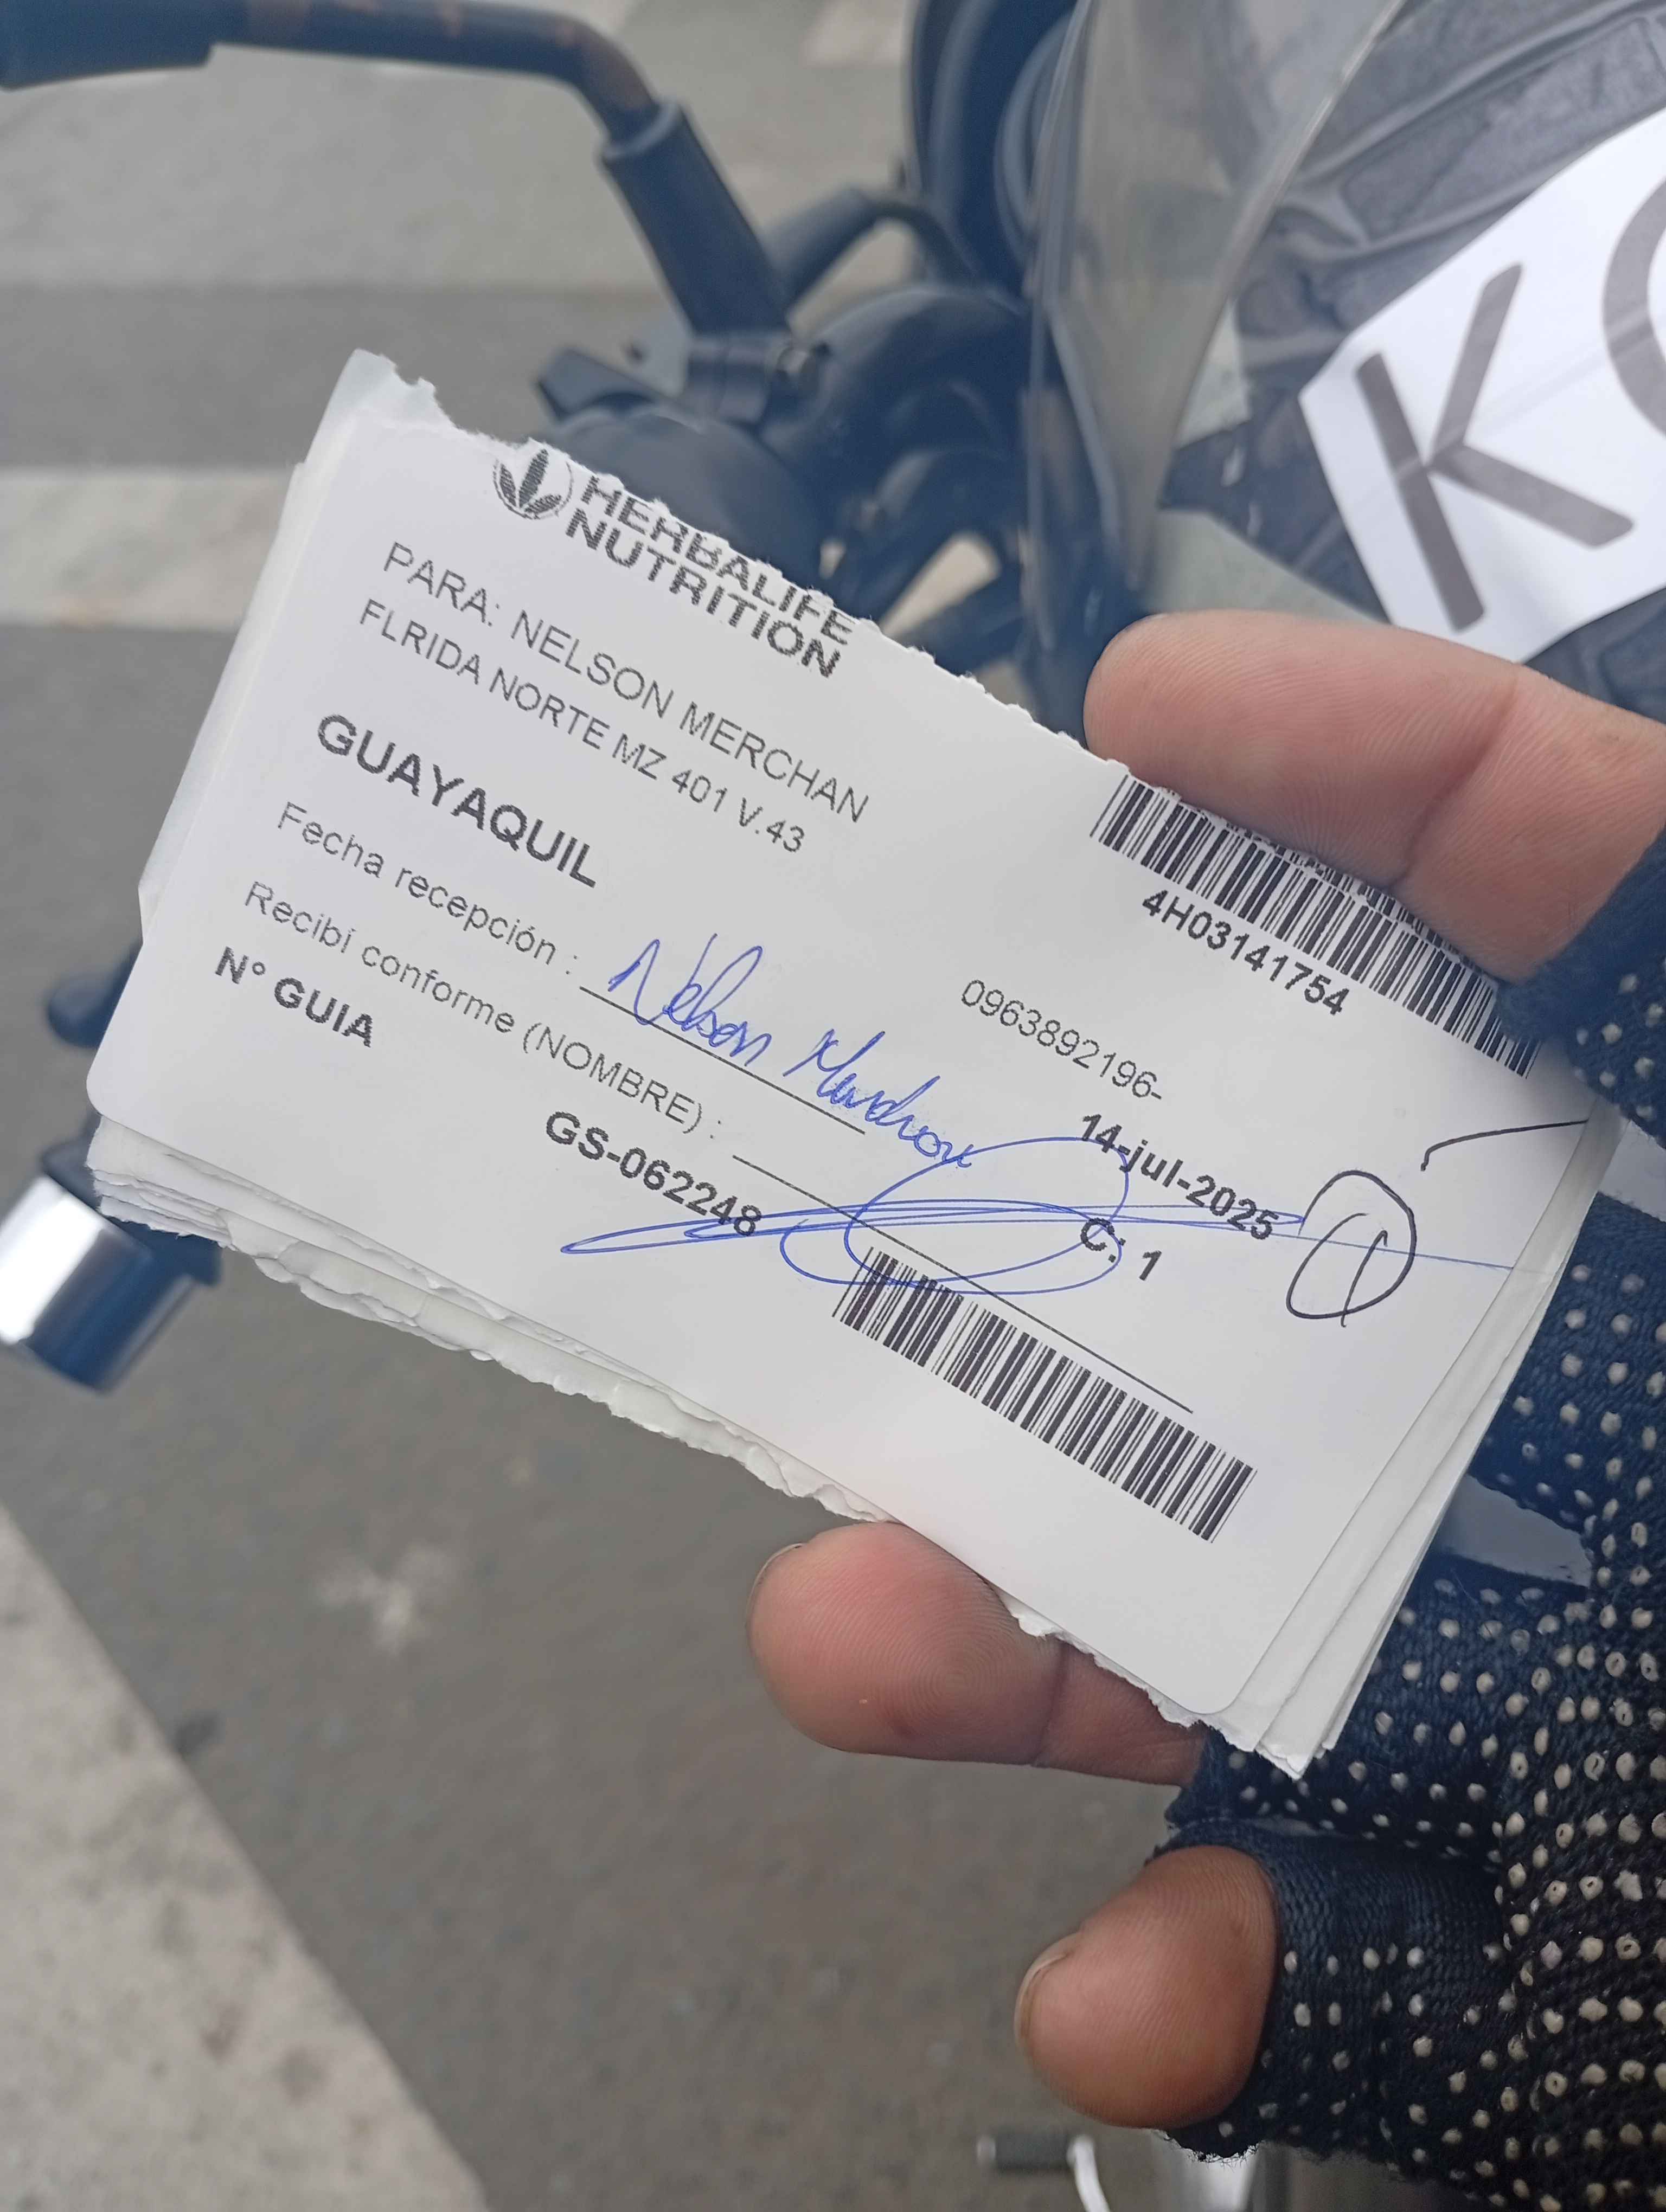 HERBALIFE
NUTRITION
4H03141754
PARA: NELSON MERCHAN
FLRIDA NORTE MZ 401 V.43
0963892196-
GUAYAQUIL
14-jul-2025
Fecha recepción : Nelson Merchan
C: 1
1
Recibí conforme (NOMBRE) :
N° GUIA
GS-062248
K